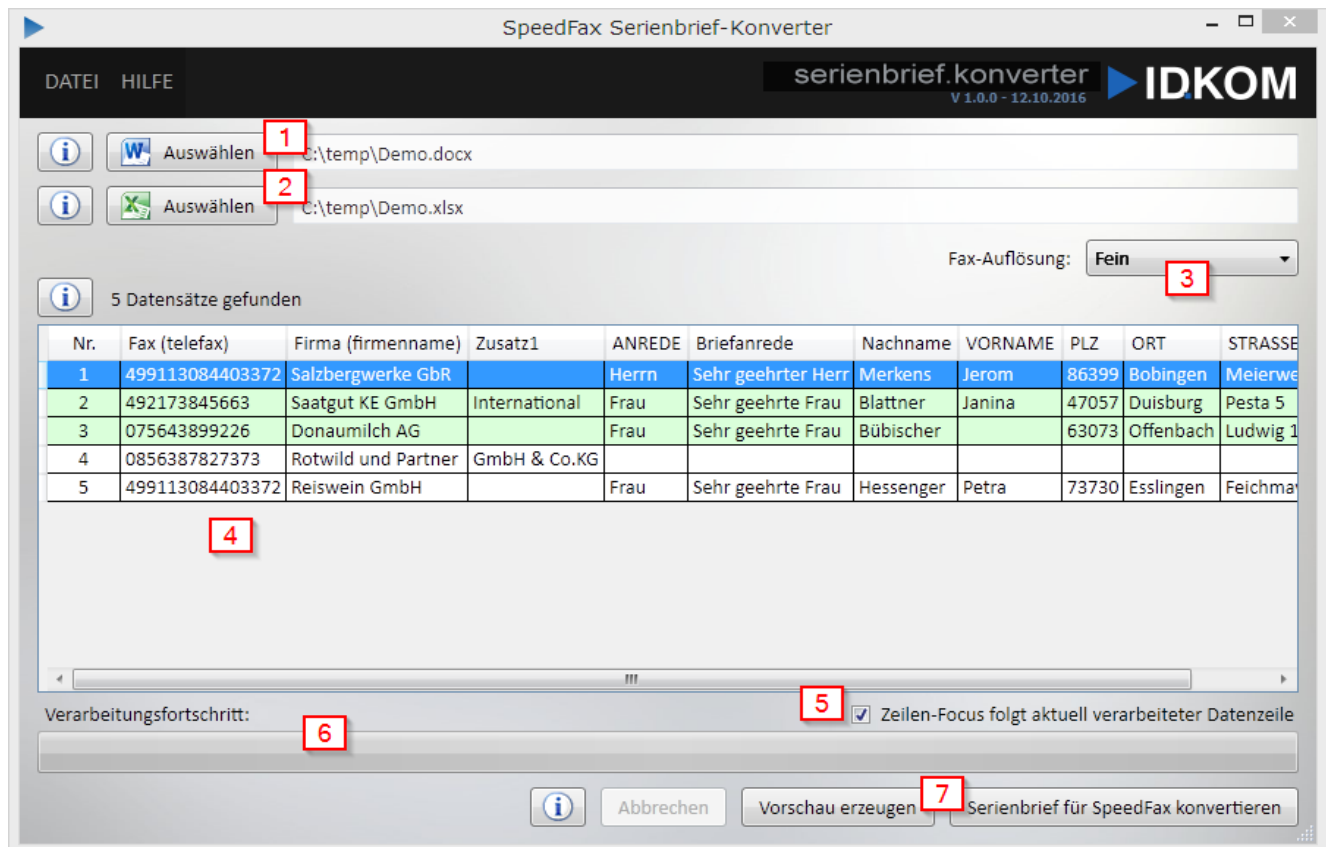 SpeedFax Serienbrief-Konverter
DATEI HILFE
serienbrief.konverter
V 1.0.0 - 12.10.2016
IDKOM
1
Auswählen C:\temp\Demo.docx
2
Auswählen C:\temp\Demo.xlsx
Fax-Auflösung: Fein
3
5 Datensätze gefunden
Nr. Fax (telefax) Firma (firmenname) Zusatz1 ANREDE Briefanrede Nachname VORNAME PLZ ORT STRASSE
1 499113084403372 Salzbergwerke GbR Herrn Sehr geehrter Herr Merkens Jerom 86399 Bobingen Meierwe
2 492173845663 Saatgut KE GmbH International Frau Sehr geehrte Frau Blattner Janina 47057 Duisburg Pesta 5
3 075643899226 Donaumilch AG Frau Sehr geehrte Frau Bübischer 63073 Offenbach Ludwig 1
4 0856387827373 Rotwild und Partner GmbH & Co.KG
5 499113084403372 Reiswein GmbH Frau Sehr geehrte Frau Hessenger Petra 73730 Esslingen Feichma
4
5
Verarbeitungsfortschritt: Zeilen-Focus folgt aktuell verarbeiteter Datenzeile
6
7
Abbrechen Vorschau erzeugen Serienbrief für SpeedFax konvertieren